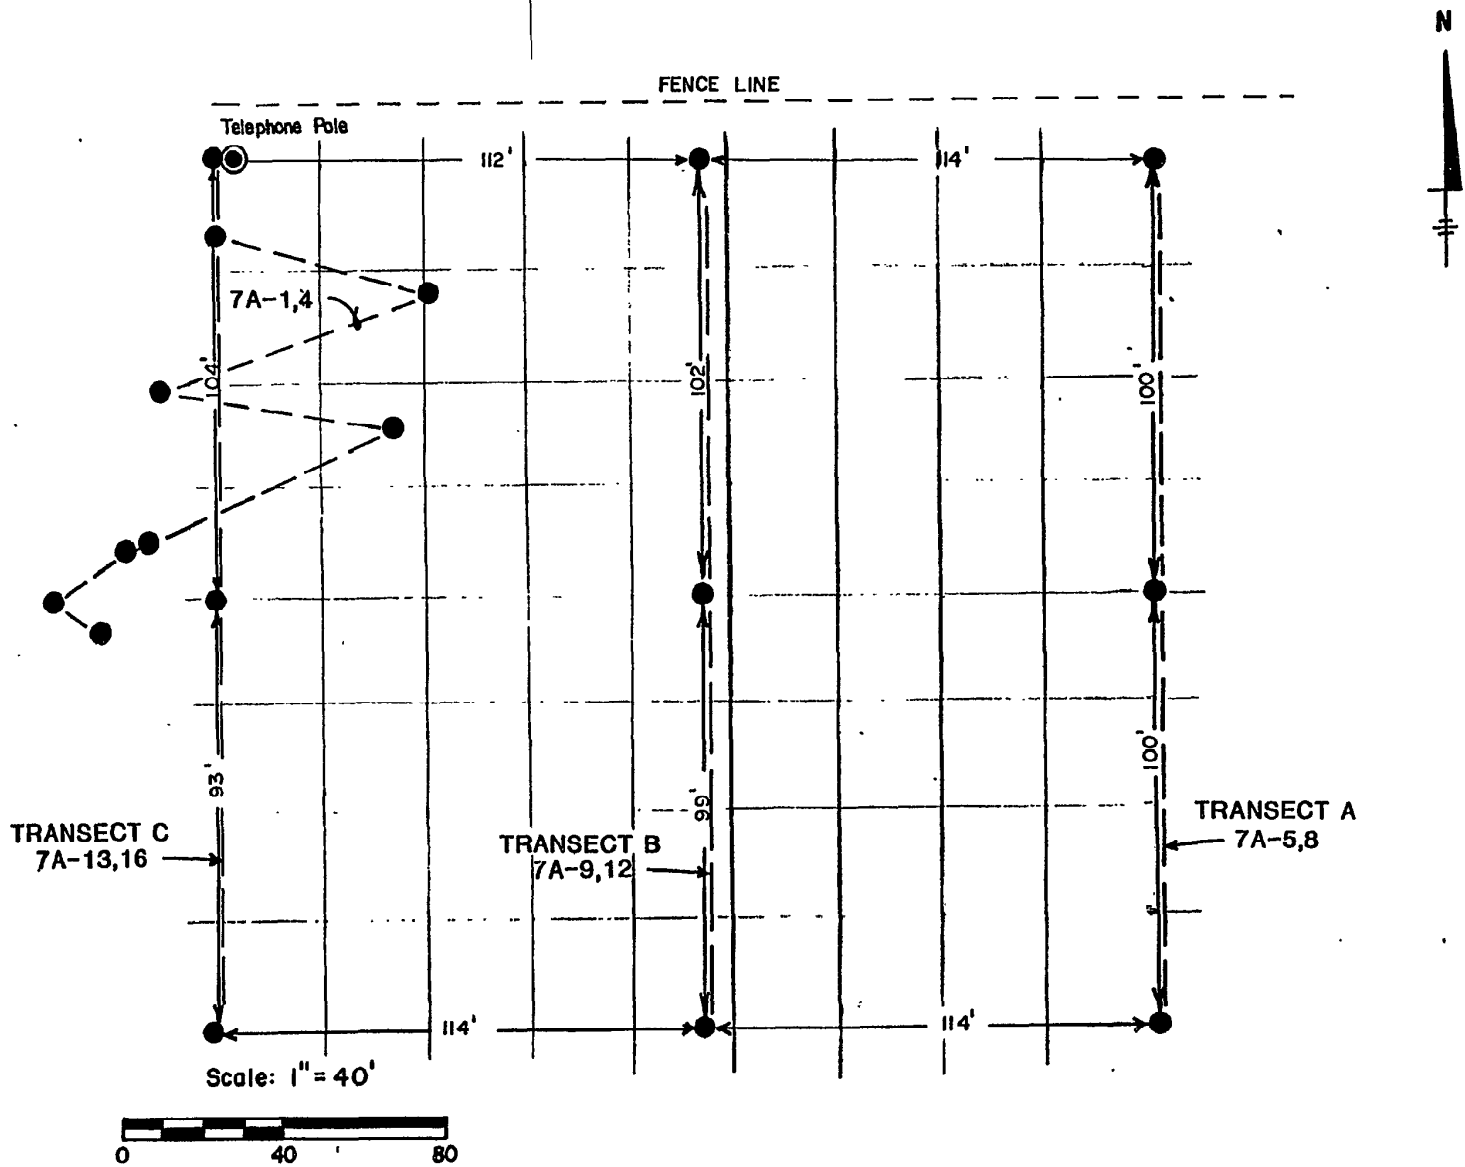 N
FENCE LINE
Telephone Pole
112'
114'
7A-1,4
104'
102'
100'
93'
99'
100'
TRANSECT C
7A-13,16
TRANSECT B
7A-9,12
TRANSECT A
7A-5,8
114'
114'
Scale: 1"=40'
0 40 80